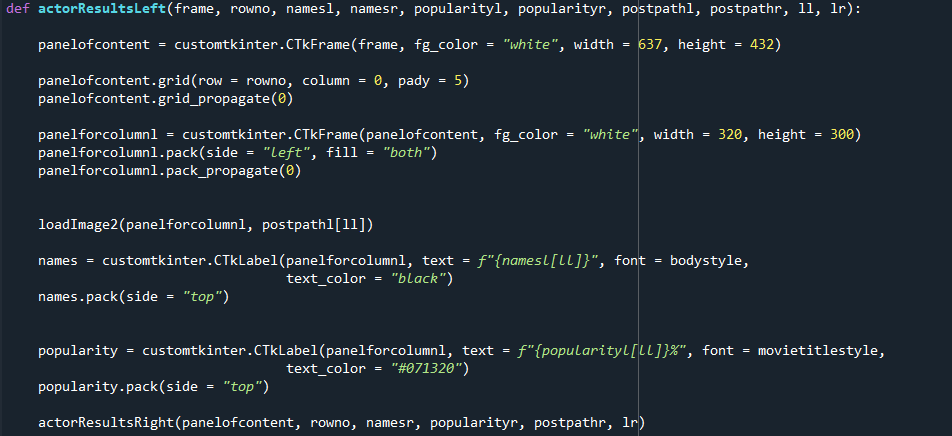 def actorResultsLeft(frame, rowno, namesl, namesr, popularityl, popularityr, postpathl, postpathr, ll, lr):
panelofcontent = customtkinter.CTkFrame(frame, fg_color = "white", width = 637, height = 432)
panelofcontent.grid(row = rowno, column = 0, pady = 5)
panelofcontent.grid_propagate(0)
panelforcolumnl = customtkinter.CTkFrame(panelofcontent, fg_color = "white", width = 320, height = 300)
panelforcolumnl.pack(side = "left", fill = "both")
panelforcolumnl.pack_propagate(0)
loadImage2(panelforcolumnl, postpathl[ll])
names = customtkinter.CTkLabel(panelforcolumnl, text = f"{namesl[ll]}", font = bodystyle,
text_color = "black")
names.pack(side = "top")
popularity = customtkinter.CTkLabel(panelforcolumnl, text = f"{popularityl[ll]}%", font = movietitlestyle,
text_color = "#071320")
popularity.pack(side = "top")
actorResultsRight(panelofcontent, rowno, namesr, popularityr, postpathr, lr)